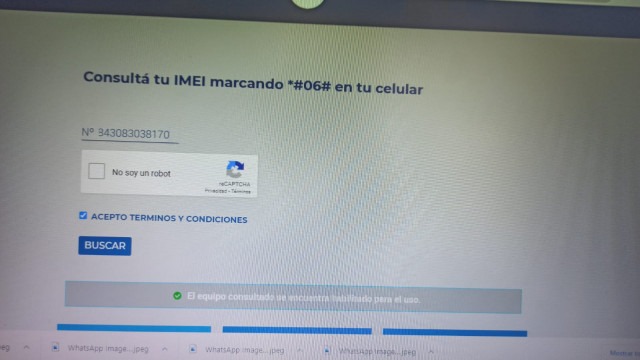 Consultá tu IMEI marcando *#06# en tu celular
Nº 343083038170
No soy un robot
reCAPTCHA
Privacidad - Términos
ACEPTO TERMINOS Y CONDICIONES
BUSCAR
El equipo consultado se encuentra habilitado para el uso.
WhatsApp Image....jpeg
WhatsApp Image....jpeg
WhatsApp Image....jpeg